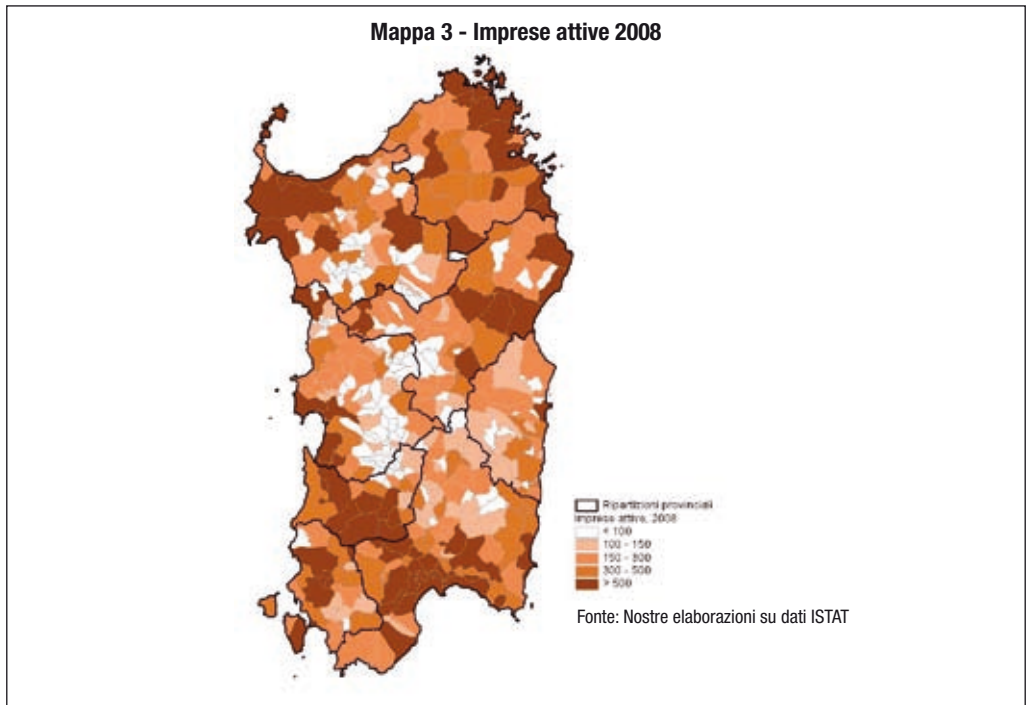 Mappa 3 - Imprese attive 2008
Ripartizioni provinciali
Imprese attive, 2008
< 100
100 - 150
150 - 300
300 - 500
> 500
Fonte: Nostre elaborazioni su dati ISTAT